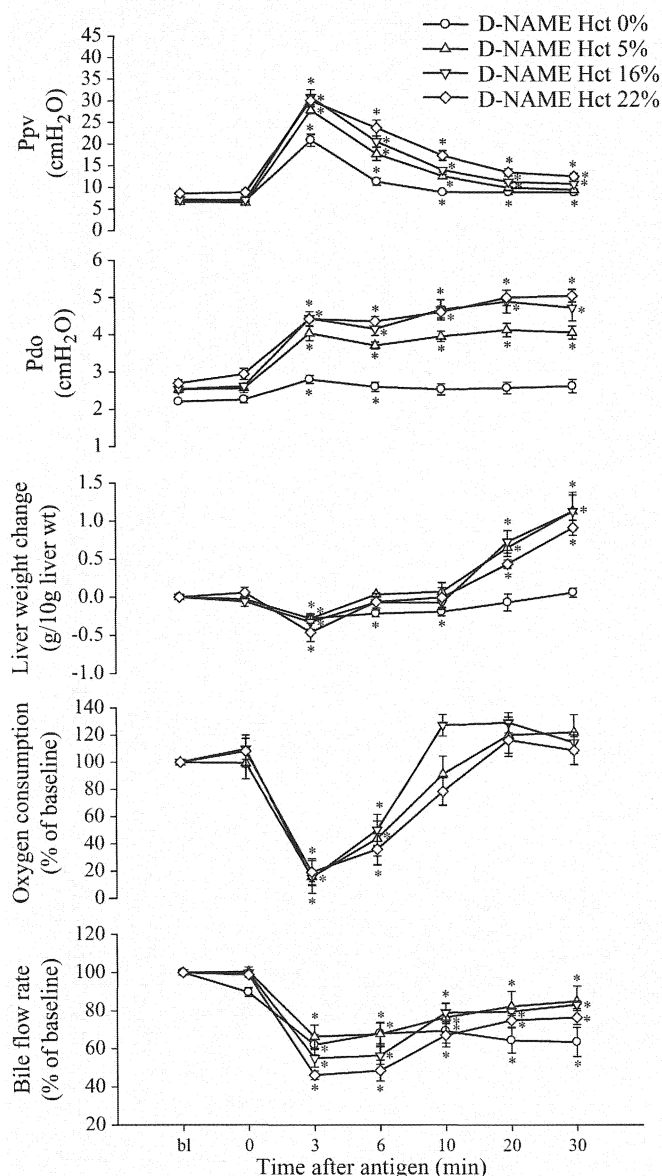 D-NAME Hct 0%
D-NAME Hct 5%
D-NAME Hct 16%
D-NAME Hct 22%
45
40
35
30
25
20
15
10
5
0
Ppv
(cmH2O)
6
5
4
3
2
1
Pdo
(cmH2O)
1.5
1.0
0.5
0.0
-0.5
-1.0
Liver weight change
(g/10g liver wt)
140
120
100
80
60
40
20
0
Oxygen consumption
(% of baseline)
120
100
80
60
40
20
Bile flow rate
(% of baseline)
bl 0 3 6 10 20 30
Time after antigen (min)